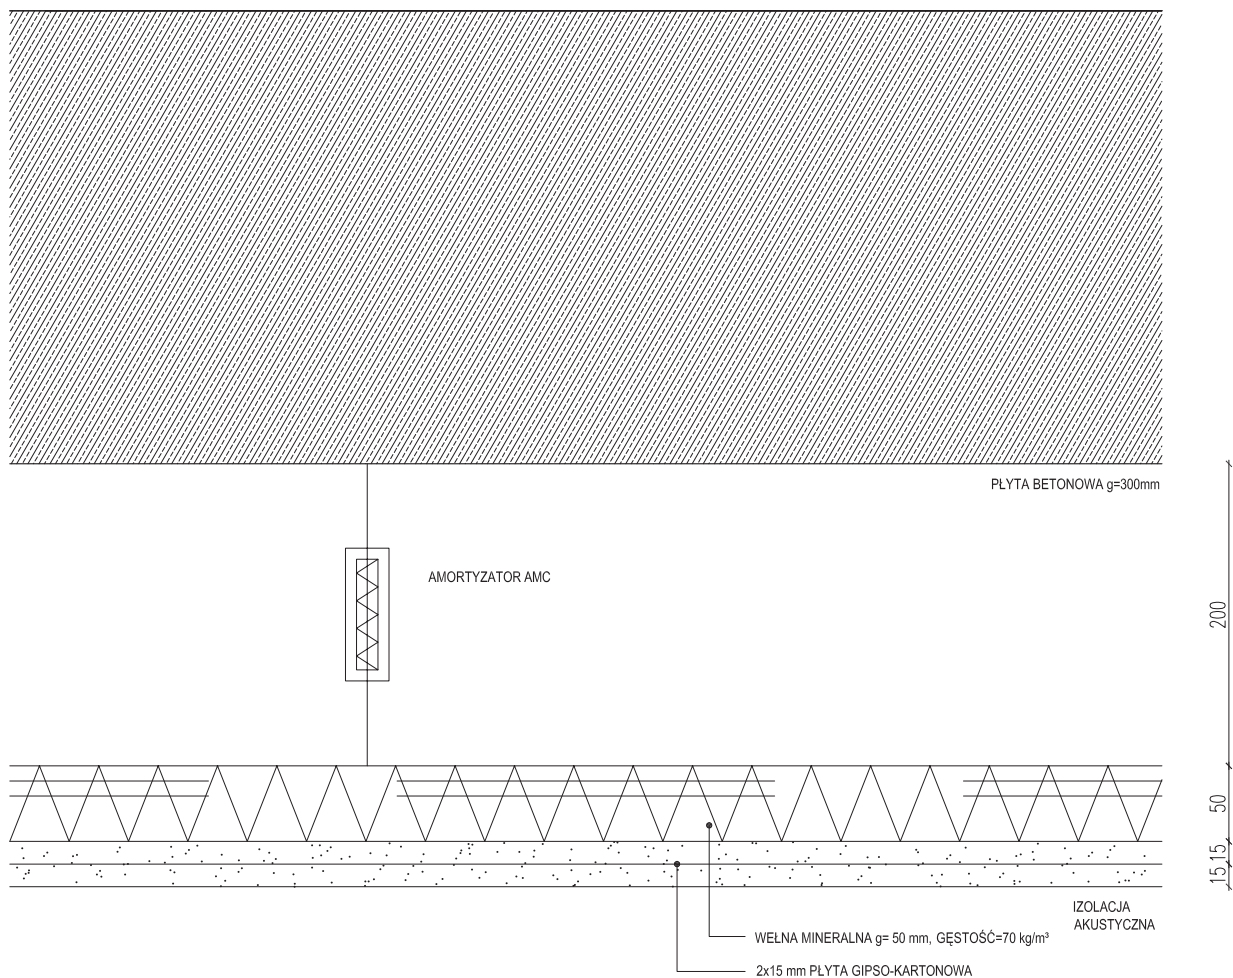 PŁYTA BETONOWA g=300mm
AMORTYZATOR AMC
200
50
15
15
IZOLACJA
AKUSTYCZNA
WEŁNA MINERALNA g= 50 mm, GĘSTOŚĆ=70 kg/m³
2x15 mm PŁYTA GIPSO-KARTONOWA